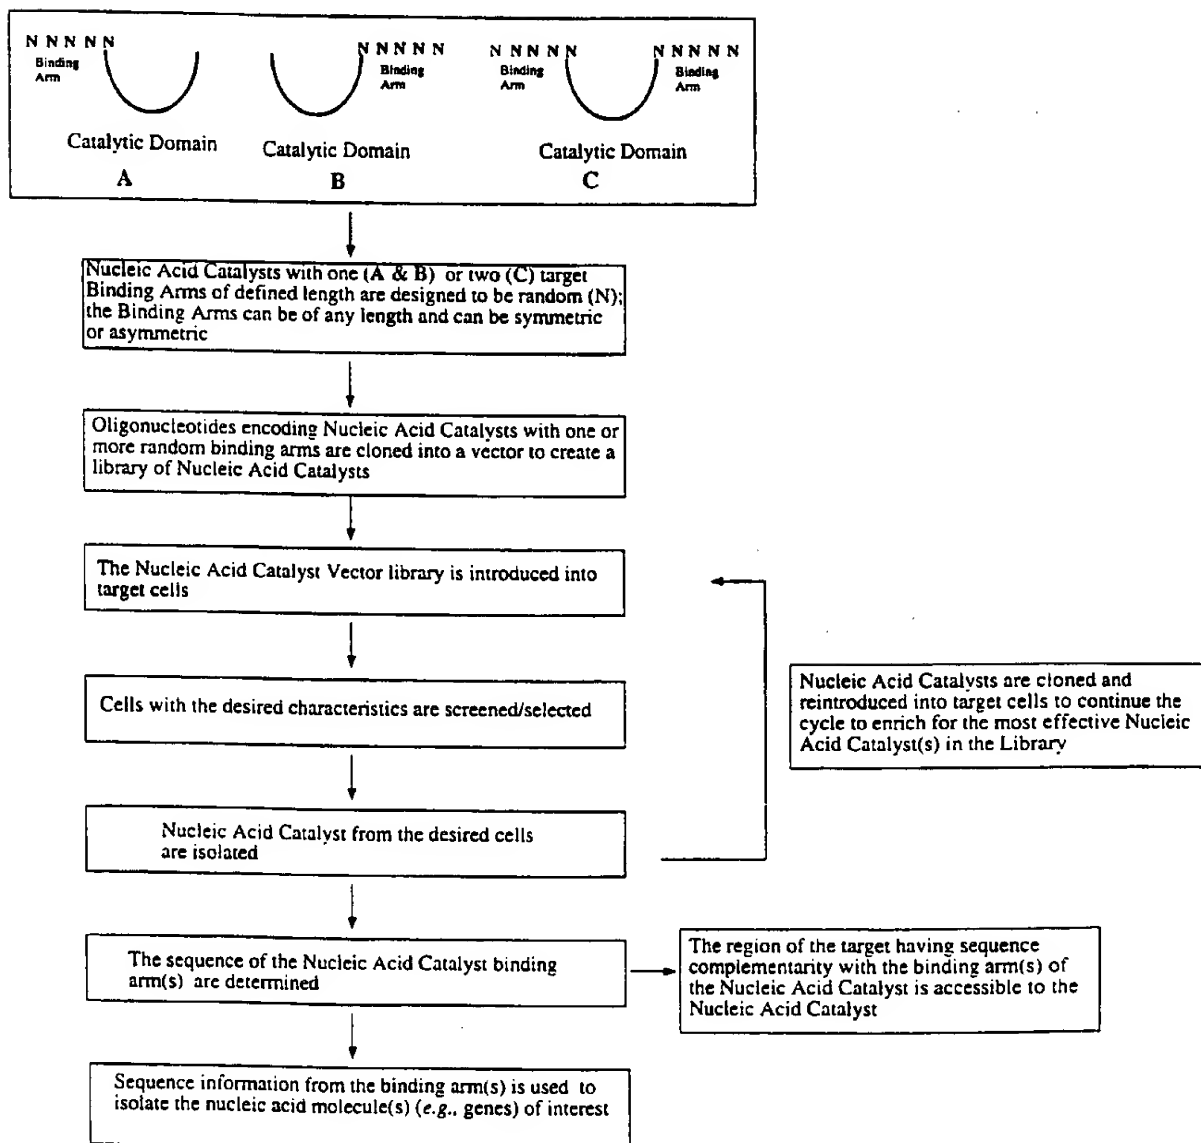 N N N N N
Binding
Arm
Catalytic Domain
A
N N N N N
Binding
Arm
Catalytic Domain
B
N N N N N
Binding
Arm
N N N N N
Binding
Arm
Catalytic Domain
C
Nucleic Acid Catalysts with one (A & B) or two (C) target
Binding Arms of defined length are designed to be random (N);
the Binding Arms can be of any length and can be symmetric
or asymmetric
Oligonucleotides encoding Nucleic Acid Catalysts with one or
more random binding arms are cloned into a vector to create a
library of Nucleic Acid Catalysts
The Nucleic Acid Catalyst Vector library is introduced into
target cells
Cells with the desired characteristics are screened/selected
Nucleic Acid Catalysts are cloned and
reintroduced into target cells to continue the
cycle to enrich for the most effective Nucleic
Acid Catalyst(s) in the Library
Nucleic Acid Catalyst from the desired cells
are isolated
The sequence of the Nucleic Acid Catalyst binding
arm(s) are determined
The region of the target having sequence
complementarity with the binding arm(s) of
the Nucleic Acid Catalyst is accessible to the
Nucleic Acid Catalyst
Sequence information from the binding arm(s) is used to
isolate the nucleic acid molecule(s) (e.g., genes) of interest